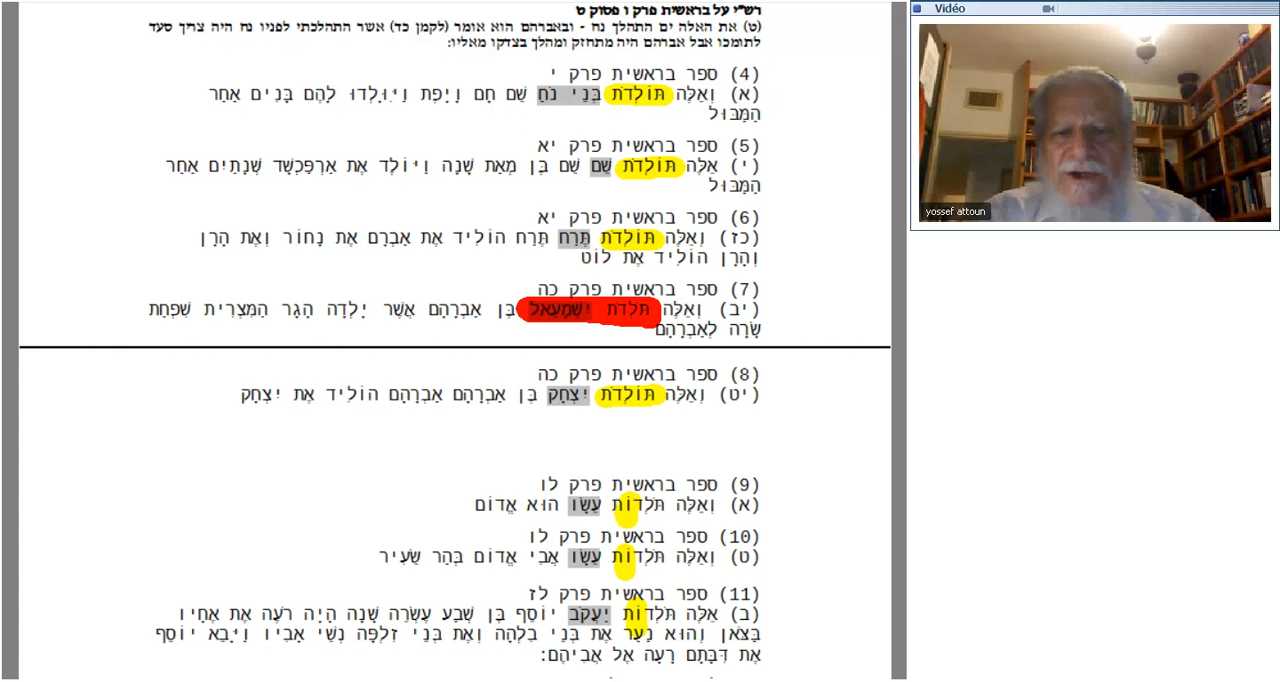 רש"י על בראשית פרק ו פסוק ט
(ט) את האלה ים התהלך נח - ובאברהם הוא אומר (לקמן כד) אשר התהלכתי לפניו נח היה צריך סעד
לתומכו אבל אברהם היה מתחזק ומהלך בצדקו מאליו:
(4) ספר בראשית פרק י
(א) וְאֵלֶּה תּוֹלְדֹת בְּנֵי נֹחַ שֵׁם חָם וָיָפֶת וַיִּוָּלְדוּ לָהֶם בָּנִים אַחַר
הַמַּבּוּל
(5) ספר בראשית פרק יא
(י) אֵלֶּה תּוֹלְדֹת שֵׁם שֵׁם בֶּן מְאַת שָׁנָה וַיּוֹלֶד אֶת אַרְפַּכְשָׁד שְׁנָתַיִם אַחַר
הַמַּבּוּל
(6) ספר בראשית פרק יא
(כז) וְאֵלֶּה תּוֹלְדֹת תֶּרַח תֶּרַח הוֹלִיד אֶת אַבְרָם אֶת נָחוֹר וְאֶת הָרָן
וְהָרָן הוֹלִיד אֶת לוֹט
(7) ספר בראשית פרק כה
(יב) וְאֵלֶּה תֹּלְדֹת יִשְׁמָעֵאל בֶּן אַבְרָהָם אֲשֶׁר יָלְדָה הָגָר הַמִּצְרִית שִׁפְחַת
שָׂרָה לְאַבְרָהָם
(8) ספר בראשית פרק כה
(יט) וְאֵלֶּה תּוֹלְדֹת יִצְחָק בֶּן אַבְרָהָם אַבְרָהָם הוֹלִיד אֶת יִצְחָק
(9) ספר בראשית פרק לו
(א) וְאֵלֶּה תֹּלְדוֹת עֵשָׂו הוּא אֱדוֹם
(10) ספר בראשית פרק לו
(ט) וְאֵלֶּה תֹּלְדוֹת עֵשָׂו אֲבִי אֱדוֹם בְּהַר שֵׂעִיר
(11) ספר בראשית פרק לז
(ב) אֵלֶּה תֹּלְדוֹת יַעֲקֹב יוֹסֵף בֶּן שְׁבַע עֶשְׂרֵה שָׁנָה הָיָה רֹעֶה אֶת אֶחָיו
בַּצֹּאן וְהוּא נַעַר אֶת בְּנֵי בִלְהָה וְאֶת בְּנֵי זִלְפָּה נְשֵׁי אָבִיו וַיָּבֵא יוֹסֵף
אֶת דִּבָּתָם רָעָה אֶל אֲבִיהֶם:
Vidéo
yossef attoun